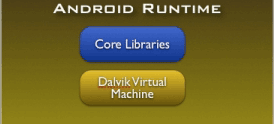 ANDROID RUNTIME
Core Libraries
Dalvik Virtual
Machine